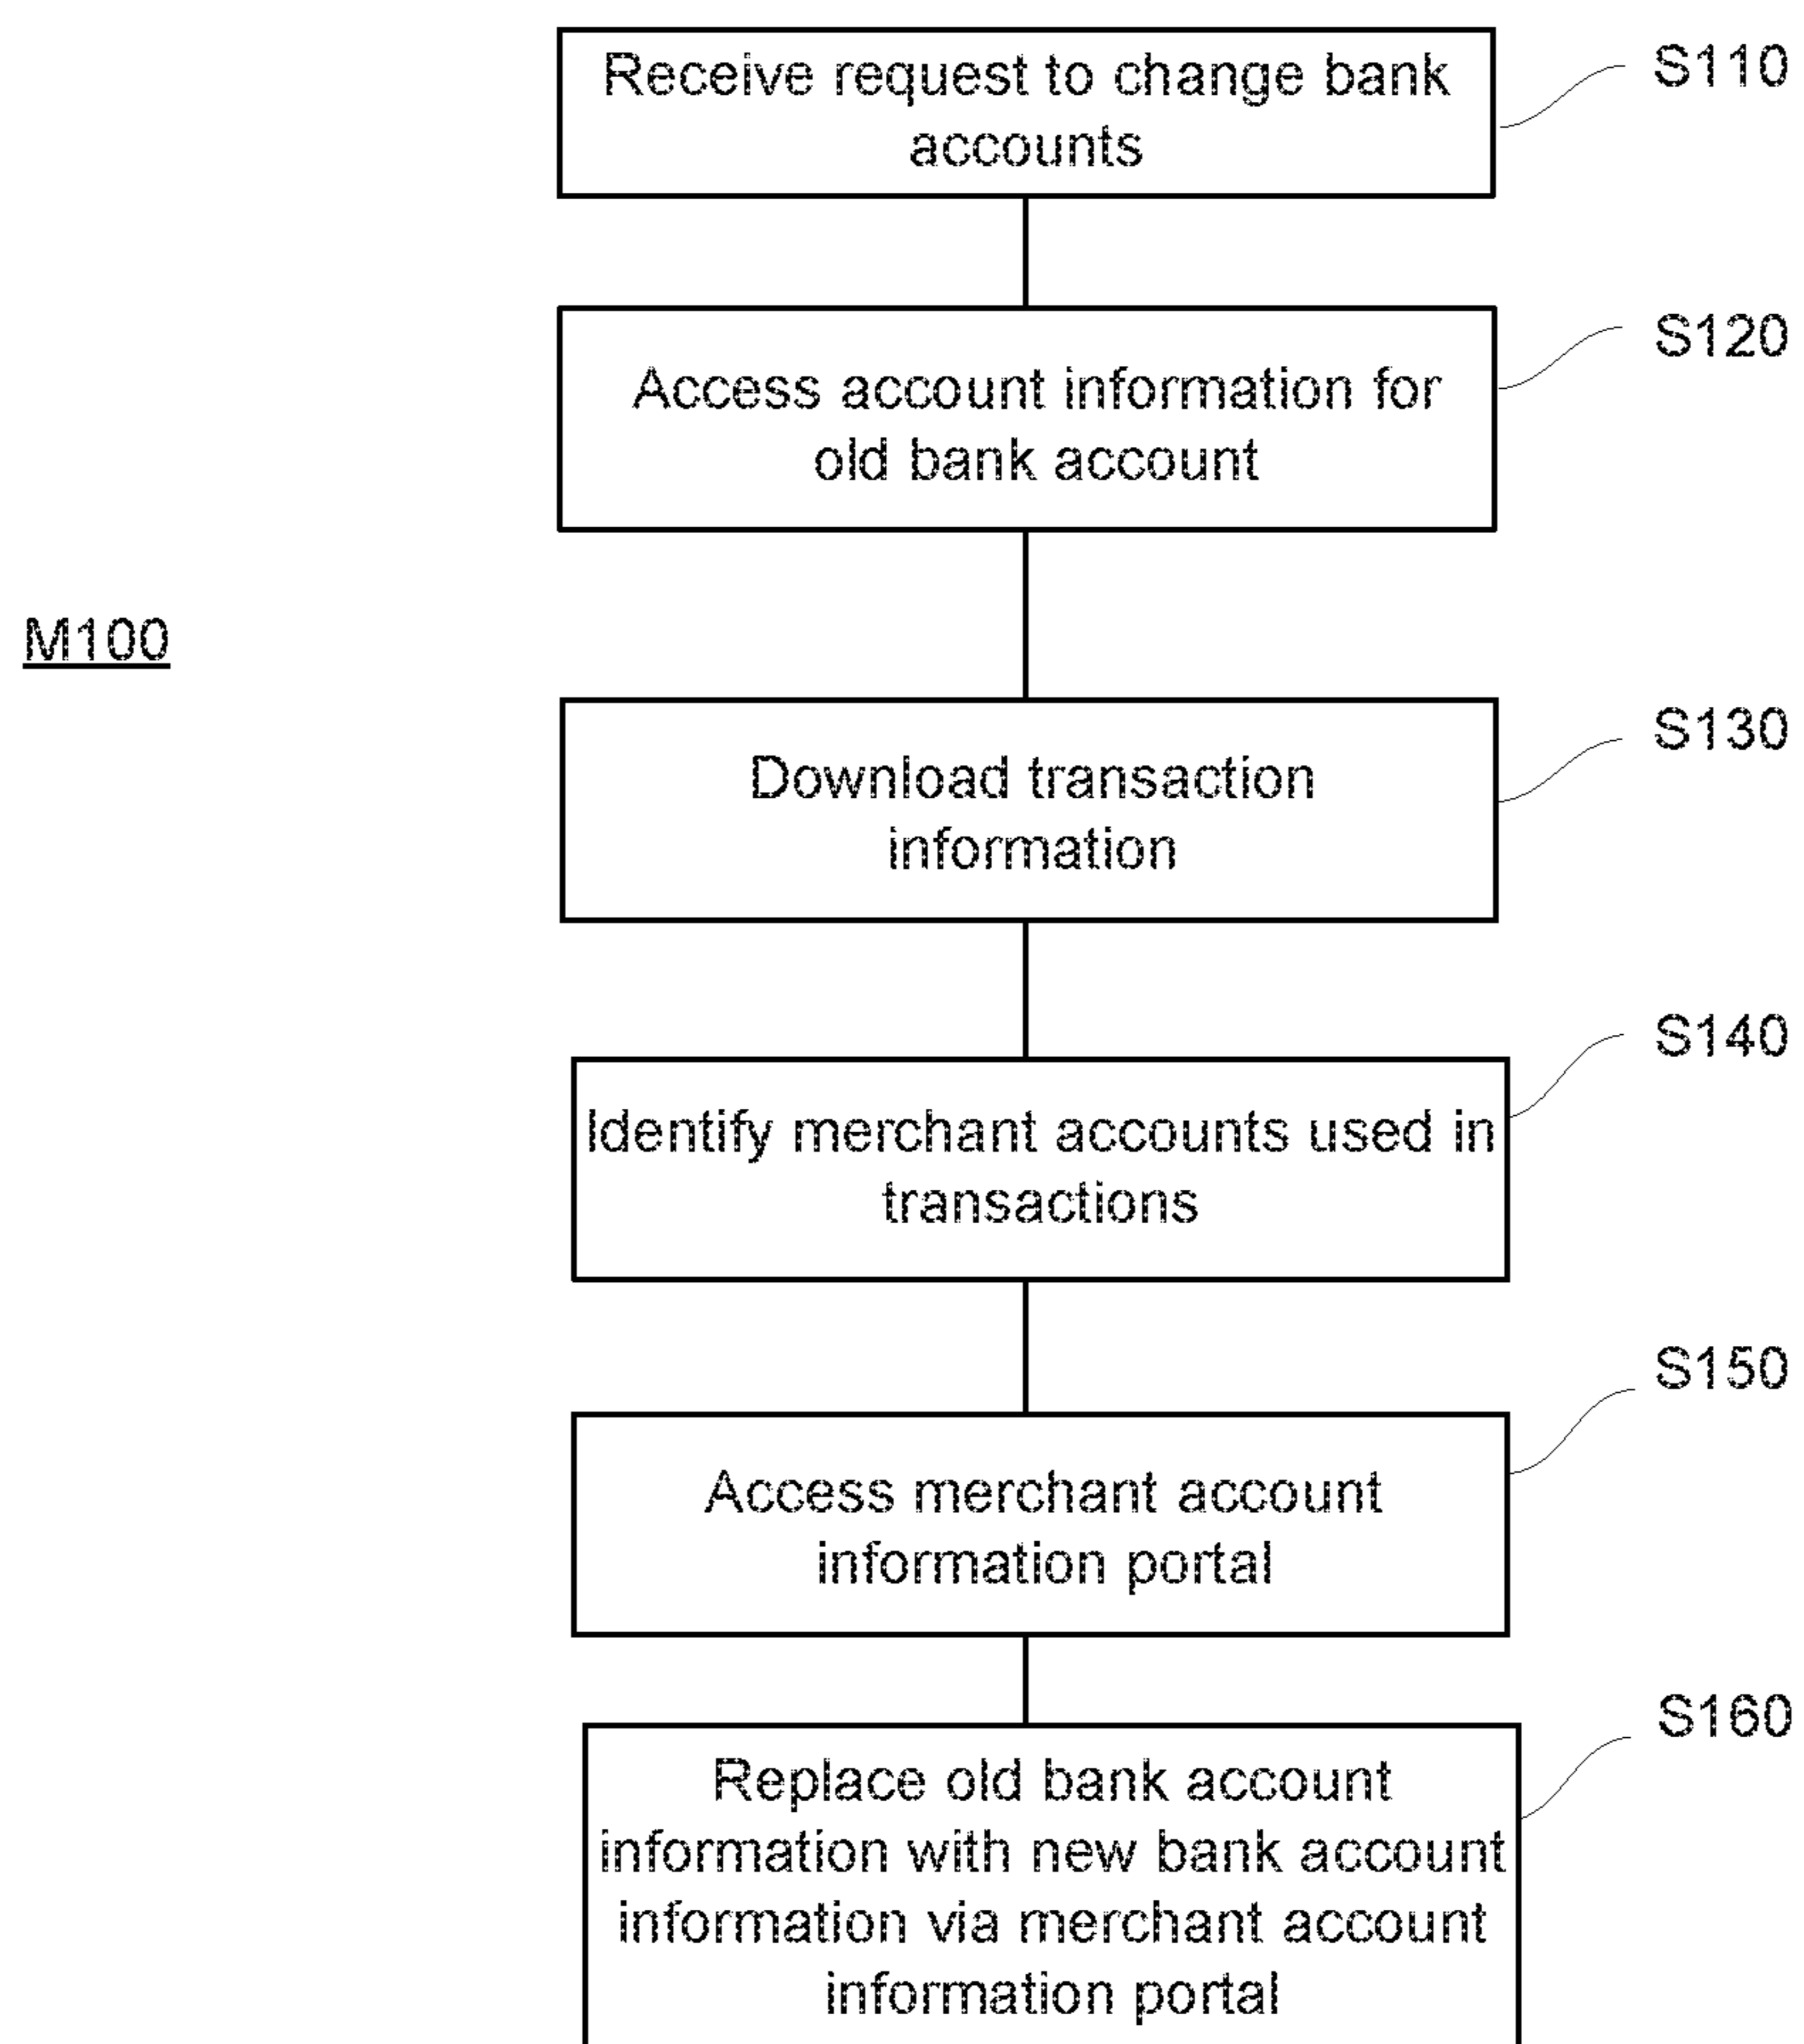 Receive request to change bank
accounts
S110
Access account information for
old bank account
S120
M100
Download transaction
information
S130
Identify merchant accounts used in
transactions
S140
Access merchant account
information portal
S150
Replace old bank account
information with new bank account
information via merchant account
information portal
S160